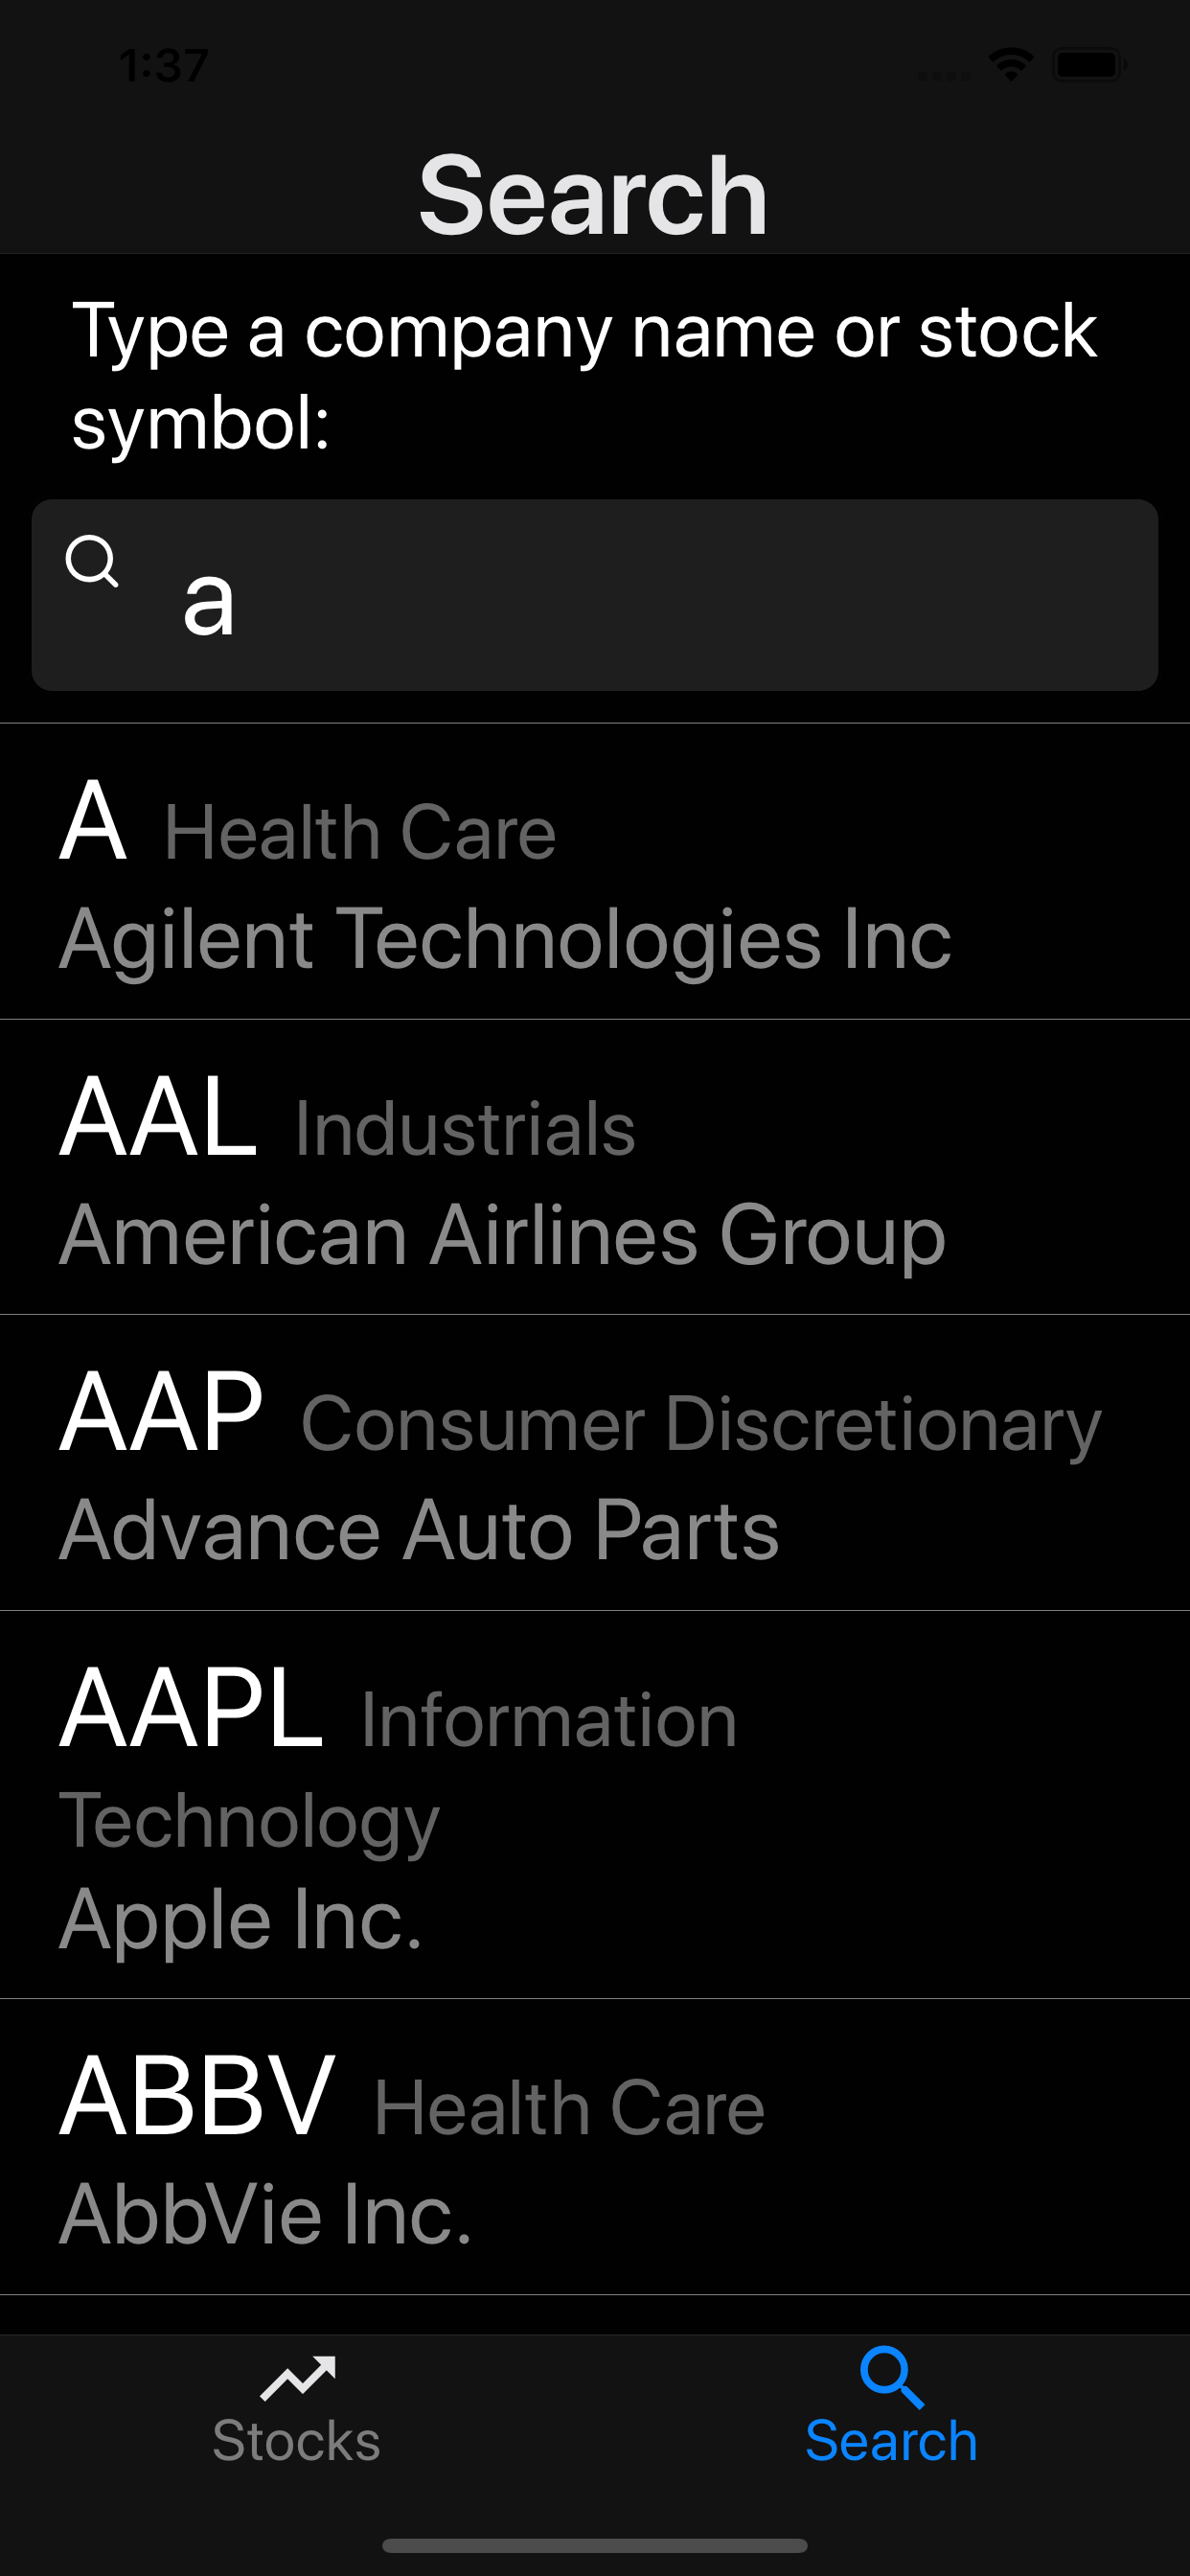 1:37
Search
Type a company name or stock
symbol:
a
A Health Care
Agilent Technologies Inc
AAL Industrials
American Airlines Group
AAP Consumer Discretionary
Advance Auto Parts
AAPL Information
Technology
Apple Inc.
ABBV Health Care
AbbVie Inc.
Stocks Search